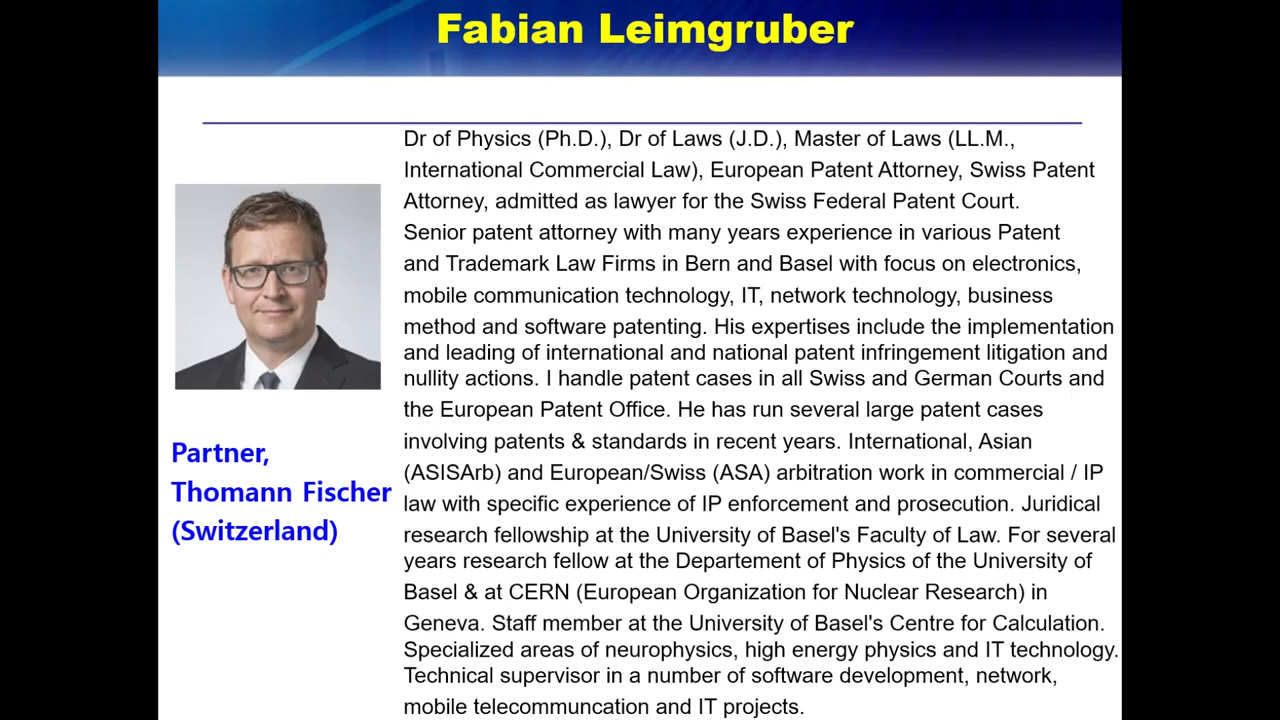 Fabian Leimgruber
Dr of Physics (Ph.D.), Dr of Laws (J.D.), Master of Laws (LL.M.,
International Commercial Law), European Patent Attorney, Swiss Patent
Attorney, admitted as lawyer for the Swiss Federal Patent Court.
Senior patent attorney with many years experience in various Patent
and Trademark Law Firms in Bern and Basel with focus on electronics,
mobile communication technology, IT, network technology, business
method and software patenting. His expertises include the implementation
and leading of international and national patent infringement litigation and
nullity actions. I handle patent cases in all Swiss and German Courts and
the European Patent Office. He has run several large patent cases
involving patents & standards in recent years. International, Asian
(ASISArb) and European/Swiss (ASA) arbitration work in commercial / IP
law with specific experience of IP enforcement and prosecution. Juridical
research fellowship at the University of Basel's Faculty of Law. For several
years research fellow at the Departement of Physics of the University of
Basel & at CERN (European Organization for Nuclear Research) in
Geneva. Staff member at the University of Basel's Centre for Calculation.
Specialized areas of neurophysics, high energy physics and IT technology.
Technical supervisor in a number of software development, network,
mobile telecommuncation and IT projects.
Partner,
Thomann Fischer
(Switzerland)